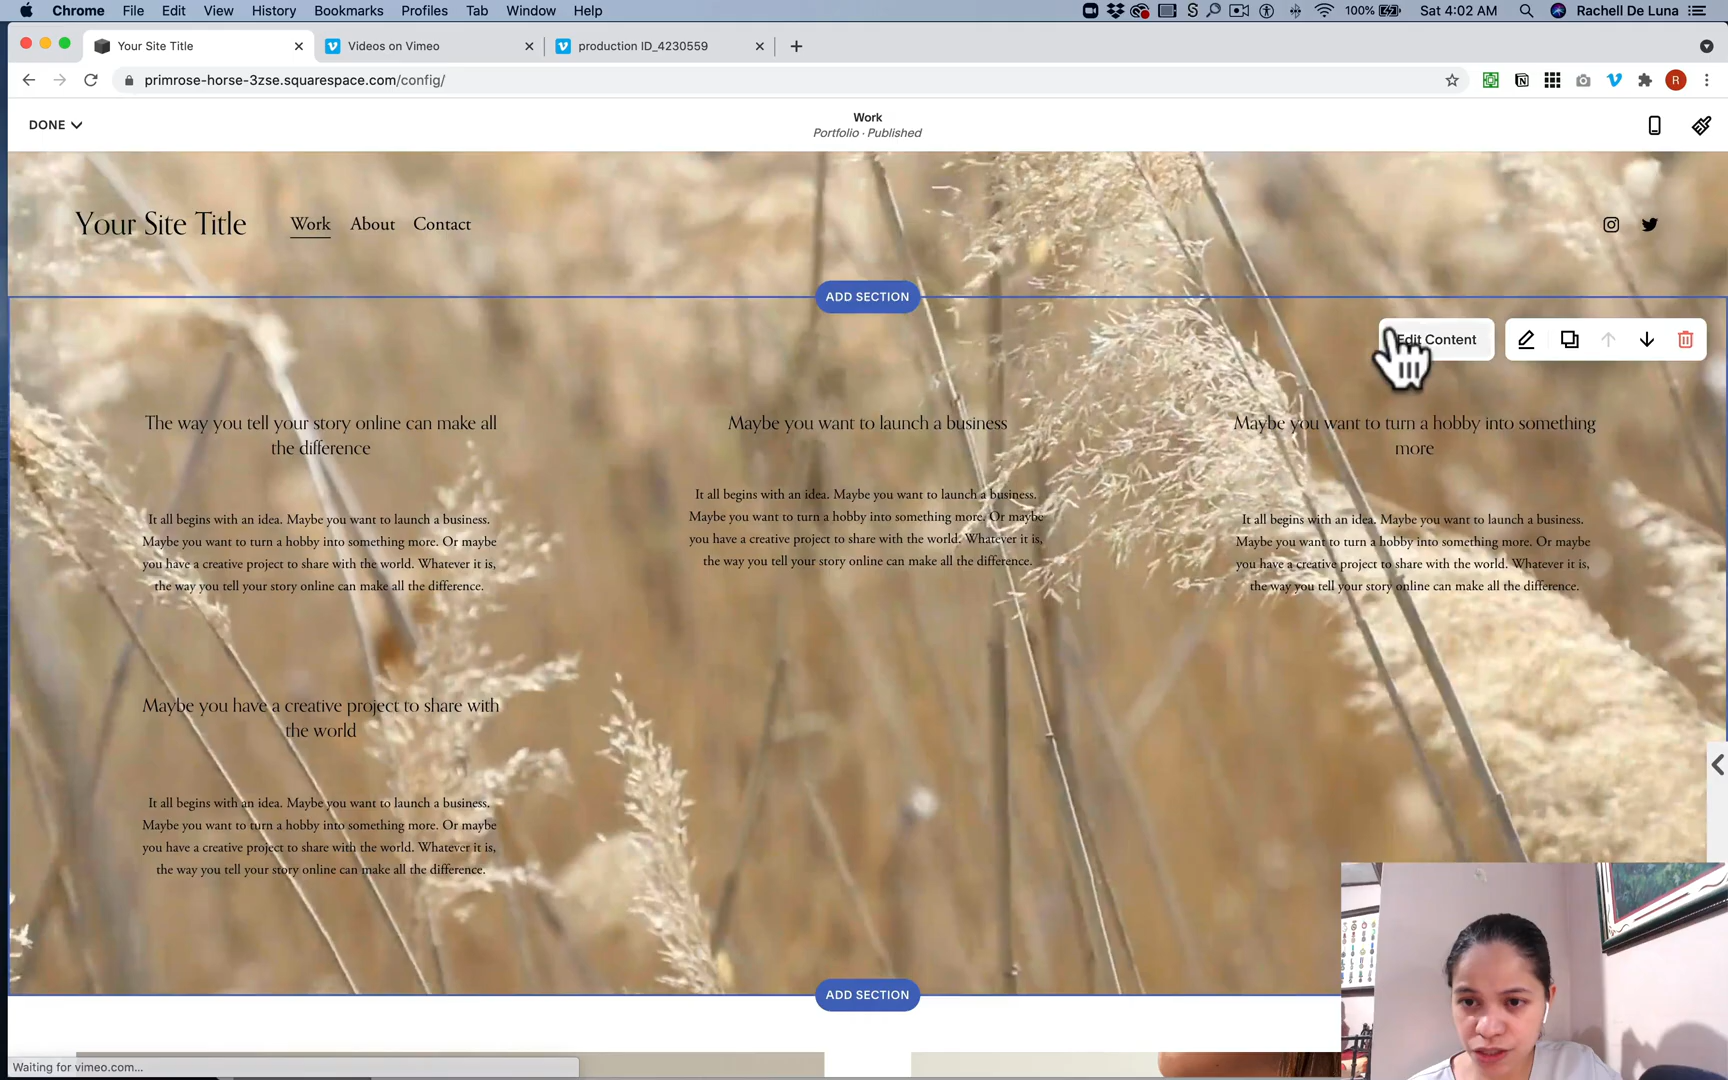 Chrome File Edit View History Bookmarks Profiles Tab Window Help 100% Sat 4:02 AM Rachell De Luna
Your Site Title Videos on Vimeo production ID_4230559
primrose-horse-3zse.squarespace.com/config/ R
DONE Work
Portfolio · Published
Your Site Title Work About Contact
ADD SECTION
Edit Content
The way you tell your story online can make all
the difference
It all begins with an idea. Maybe you want to launch a business.
Maybe you want to turn a hobby into something more. Or maybe
you have a creative project to share with the world. Whatever it is,
the way you tell your story online can make all the difference.
Maybe you want to launch a business
It all begins with an idea. Maybe you want to launch a business.
Maybe you want to turn a hobby into something more. Or maybe
you have a creative project to share with the world. Whatever it is,
the way you tell your story online can make all the difference.
Maybe you want to turn a hobby into something
more
It all begins with an idea. Maybe you want to launch a business.
Maybe you want to turn a hobby into something more. Or maybe
you have a creative project to share with the world. Whatever it is,
the way you tell your story online can make all the difference.
Maybe you have a creative project to share with
the world
It all begins with an idea. Maybe you want to launch a business.
Maybe you want to turn a hobby into something more. Or maybe
you have a creative project to share with the world. Whatever it is,
the way you tell your story online can make all the difference.
ADD SECTION
Waiting for vimeo.com...